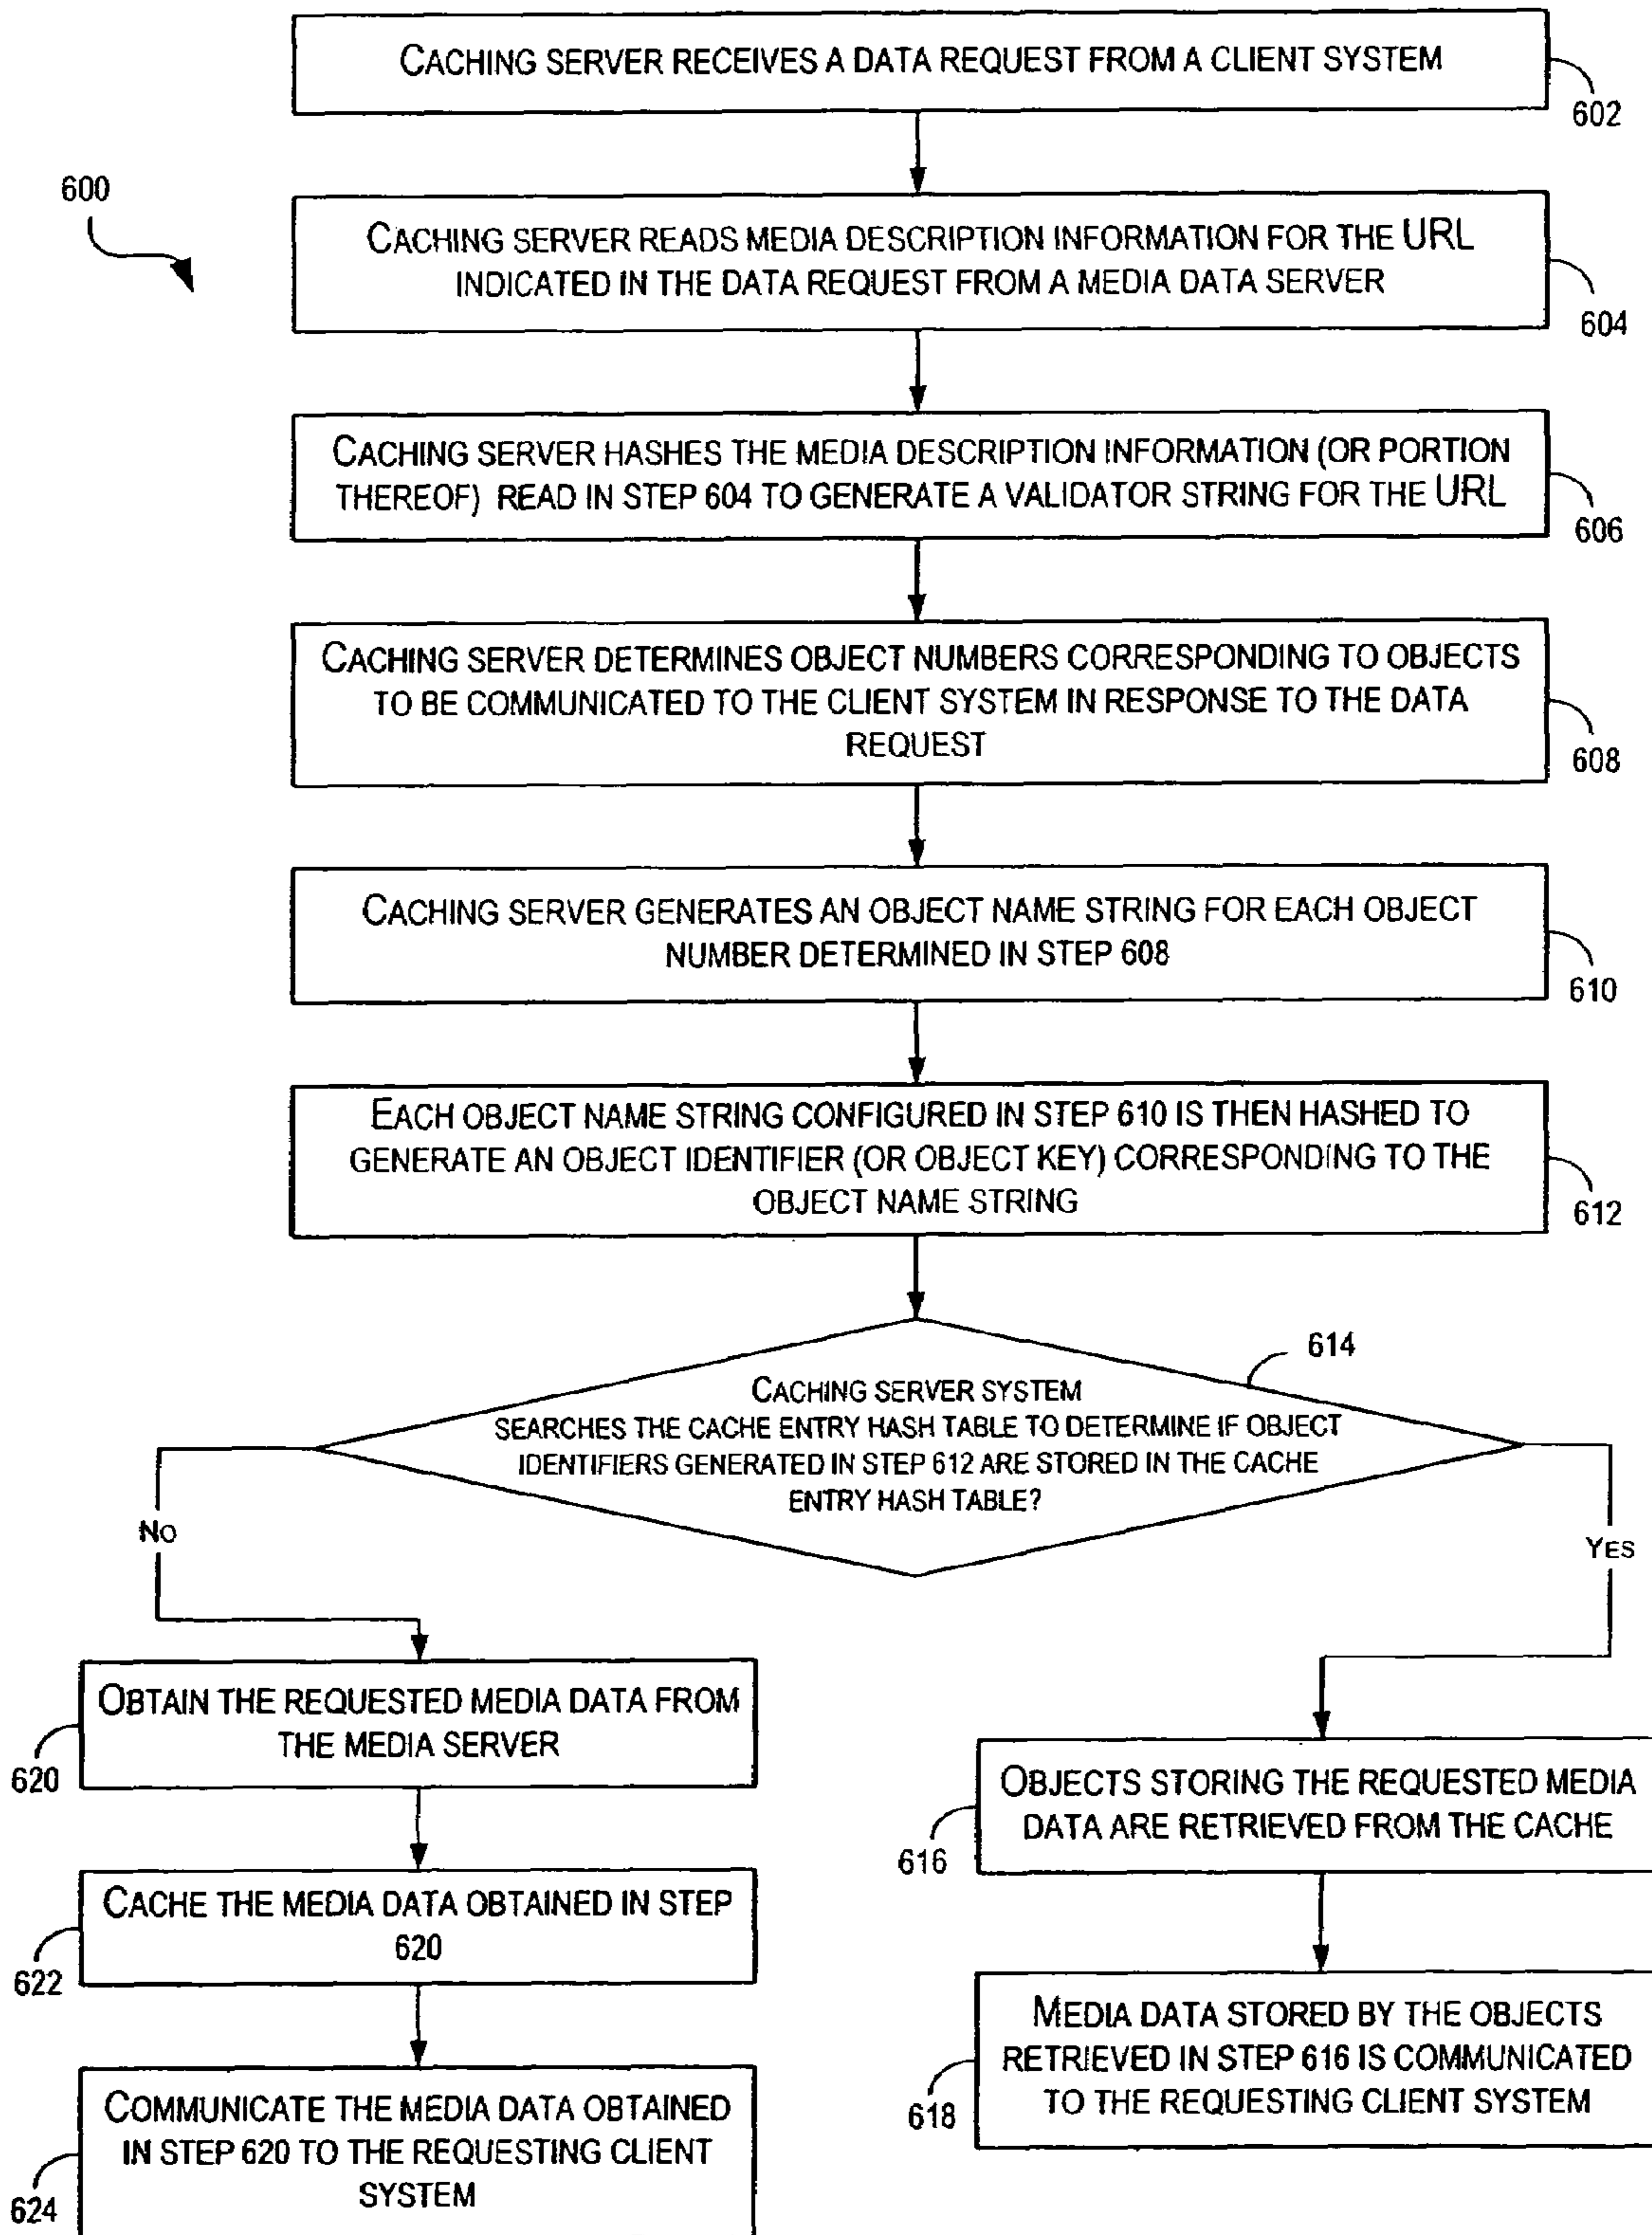 CACHING SERVER RECEIVES A DATA REQUEST FROM A CLIENT SYSTEM
602
600
CACHING SERVER READS MEDIA DESCRIPTION INFORMATION FOR THE URL
INDICATED IN THE DATA REQUEST FROM A MEDIA DATA SERVER
604
CACHING SERVER HASHES THE MEDIA DESCRIPTION INFORMATION (OR PORTION
THEREOF) READ IN STEP 604 TO GENERATE A VALIDATOR STRING FOR THE URL
606
CACHING SERVER DETERMINES OBJECT NUMBERS CORRESPONDING TO OBJECTS
TO BE COMMUNICATED TO THE CLIENT SYSTEM IN RESPONSE TO THE DATA
REQUEST
608
CACHING SERVER GENERATES AN OBJECT NAME STRING FOR EACH OBJECT
NUMBER DETERMINED IN STEP 608
610
EACH OBJECT NAME STRING CONFIGURED IN STEP 610 IS THEN HASHED TO
GENERATE AN OBJECT IDENTIFIER (OR OBJECT KEY) CORRESPONDING TO THE
OBJECT NAME STRING
612
614
CACHING SERVER SYSTEM
SEARCHES THE CACHE ENTRY HASH TABLE TO DETERMINE IF OBJECT
IDENTIFIERS GENERATED IN STEP 612 ARE STORED IN THE CACHE
ENTRY HASH TABLE?
NO
YES
OBTAIN THE REQUESTED MEDIA DATA FROM
THE MEDIA SERVER
620
OBJECTS STORING THE REQUESTED MEDIA
DATA ARE RETRIEVED FROM THE CACHE
616
CACHE THE MEDIA DATA OBTAINED IN STEP
620
622
MEDIA DATA STORED BY THE OBJECTS
RETRIEVED IN STEP 616 IS COMMUNICATED
TO THE REQUESTING CLIENT SYSTEM
618
COMMUNICATE THE MEDIA DATA OBTAINED
IN STEP 620 TO THE REQUESTING CLIENT
SYSTEM
624